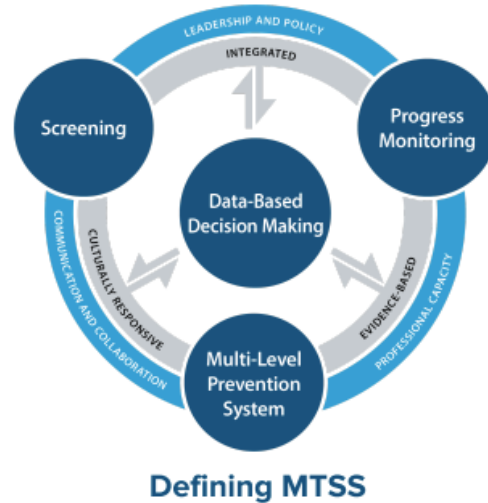 LEADERSHIP AND POLICY
INTEGRATED
Screening
Progress
Monitoring
Data-Based
Decision Making
COMMUNICATION AND COLLABORATION
CULTURALLY RESPONSIVE
EVIDENCE-BASED
PROFESSIONAL CAPACITY
Multi-Level
Prevention
System
Defining MTSS